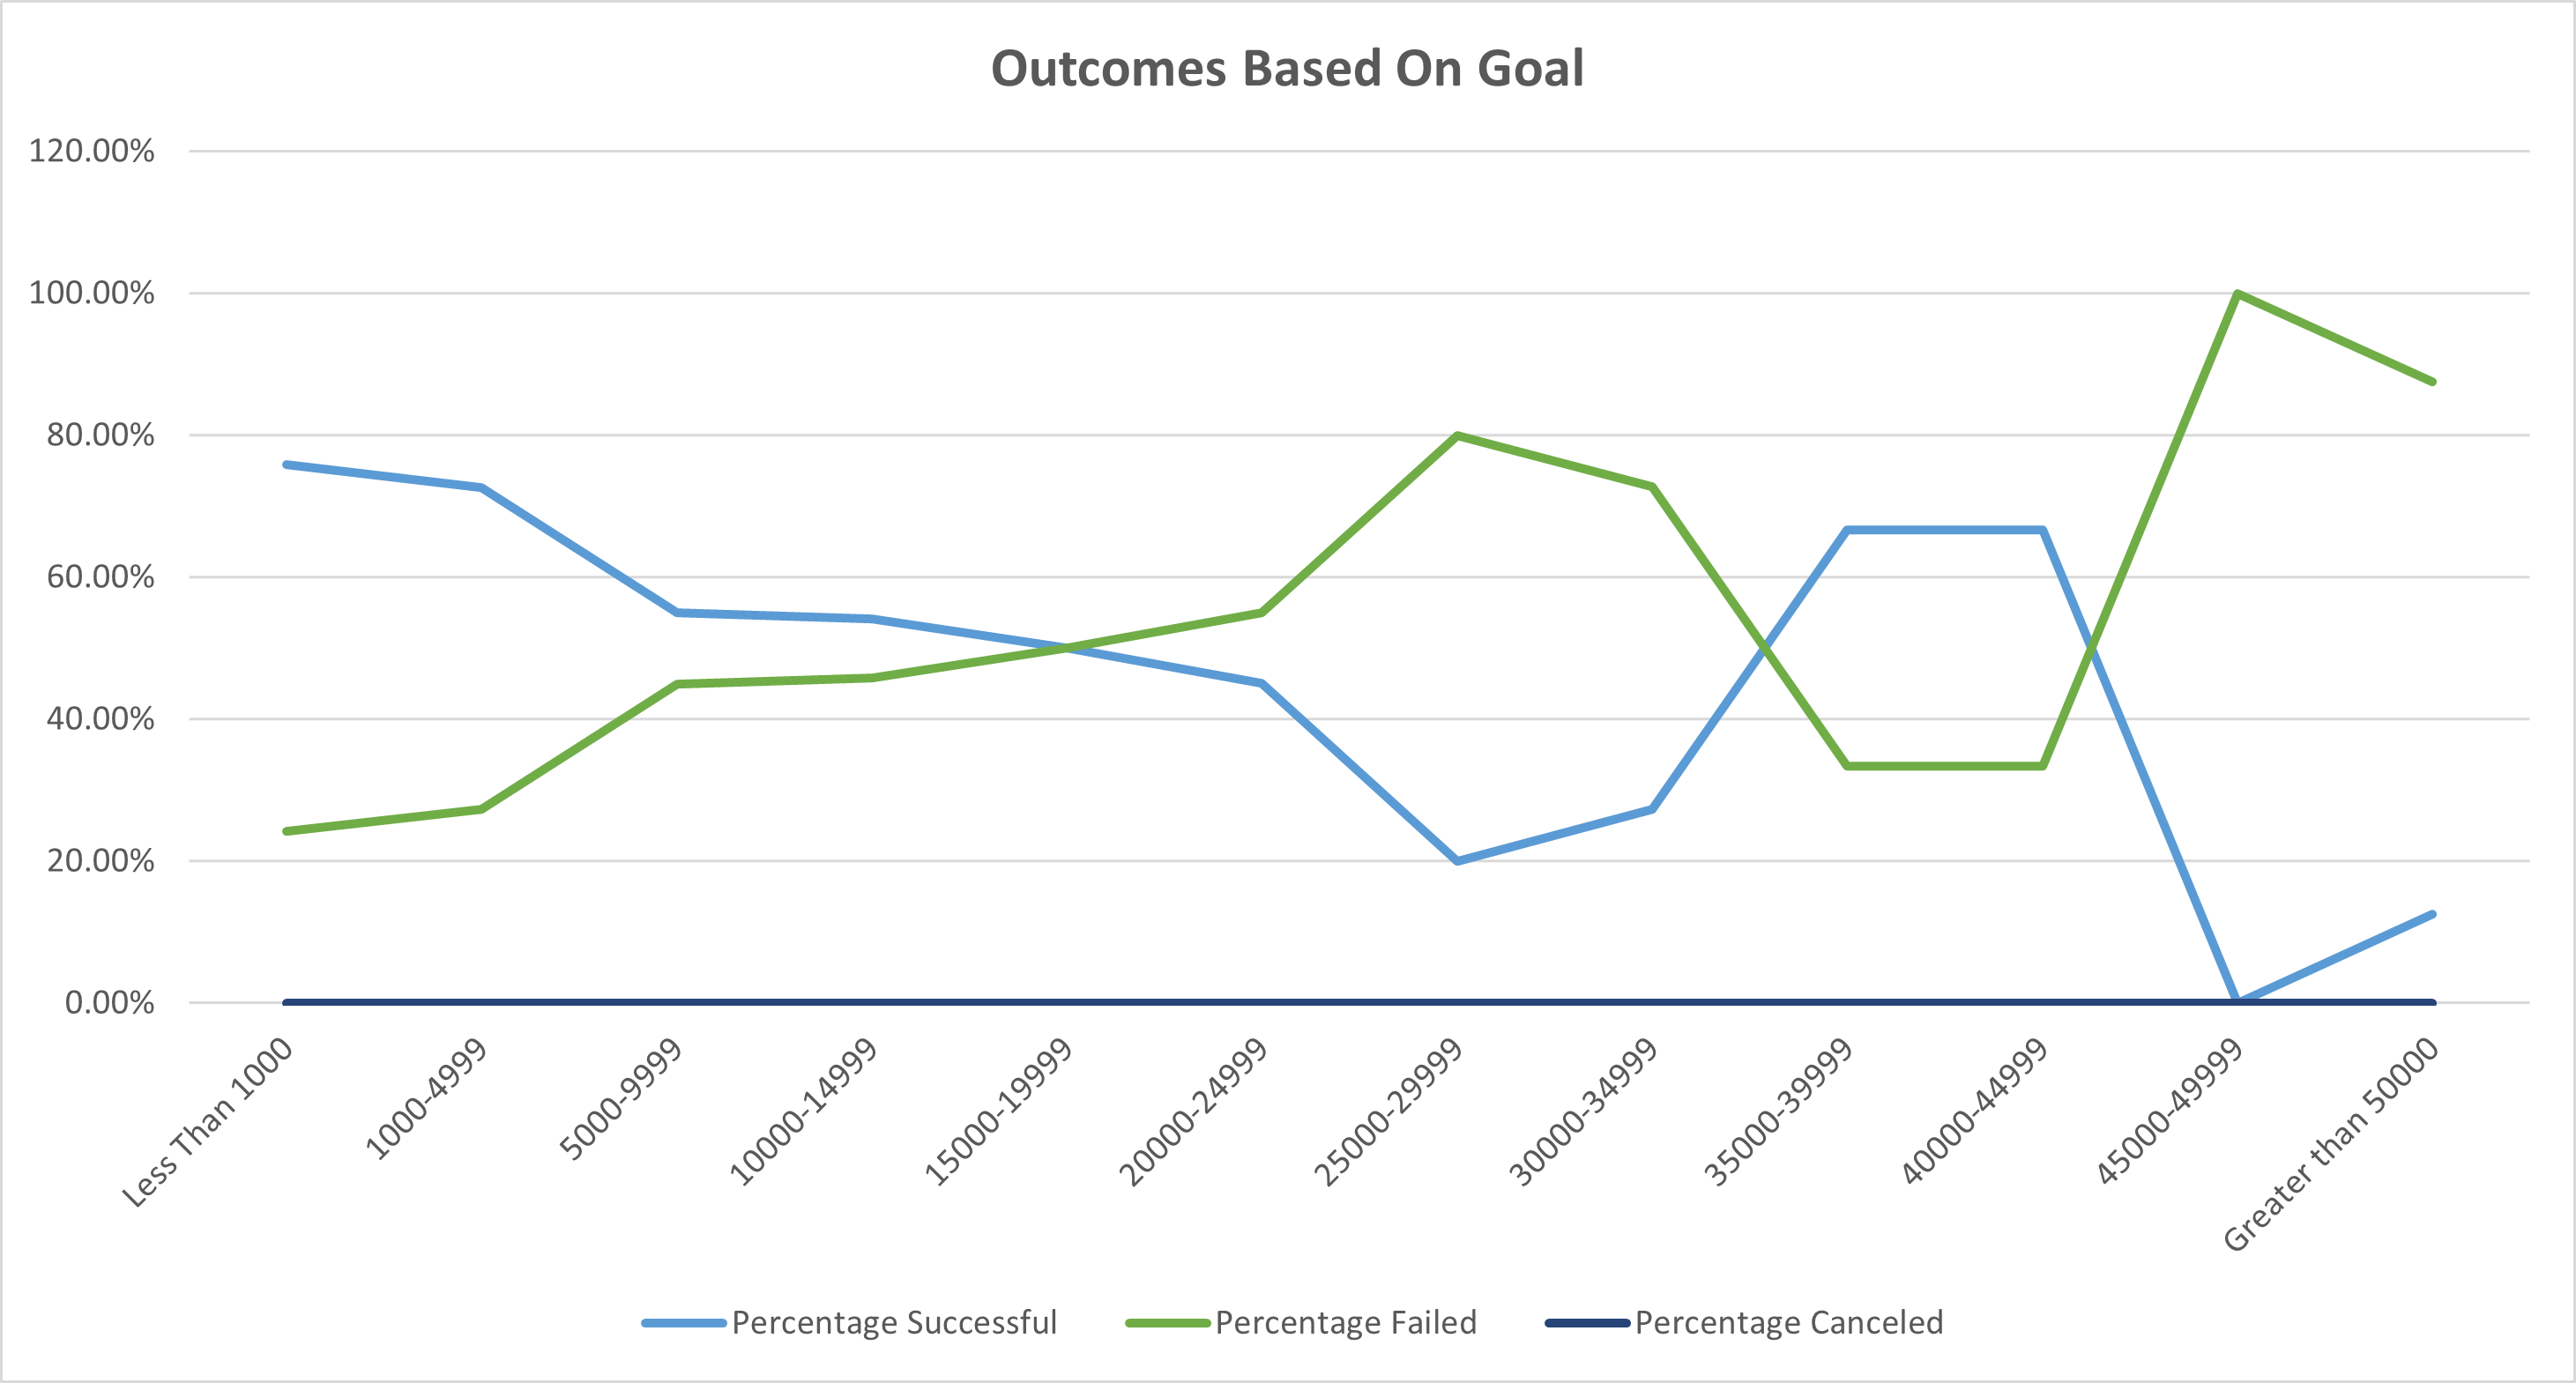 Outcomes Based On Goal
120.00%
100.00%
80.00%
60.00%
40.00%
20.00%
0.00%
Less Than 1000
1000-4999
5000-9999
10000-14999
15000-19999
20000-24999
25000-29999
30000-34999
35000-39999
40000-44999
45000-49999
Greater than 50000
Percentage Successful
Percentage Failed
Percentage Canceled